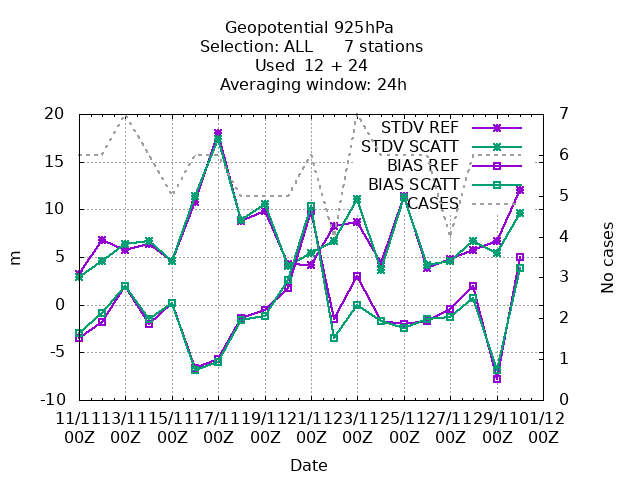 Geopotential 925hPa
Selection: ALL      7 stations
Used  12 + 24
Averaging window: 24h
20
15
10
5
0
-5
-10
m
7
6
5
4
3
2
1
0
No cases
STDV REF
STDV SCATT
BIAS REF
BIAS SCATT
CASES
11/11 13/11 15/11 17/11 19/11 21/11 23/11 25/11 27/11 29/11 01/12
00Z 00Z 00Z 00Z 00Z 00Z 00Z 00Z 00Z 00Z 00Z
Date